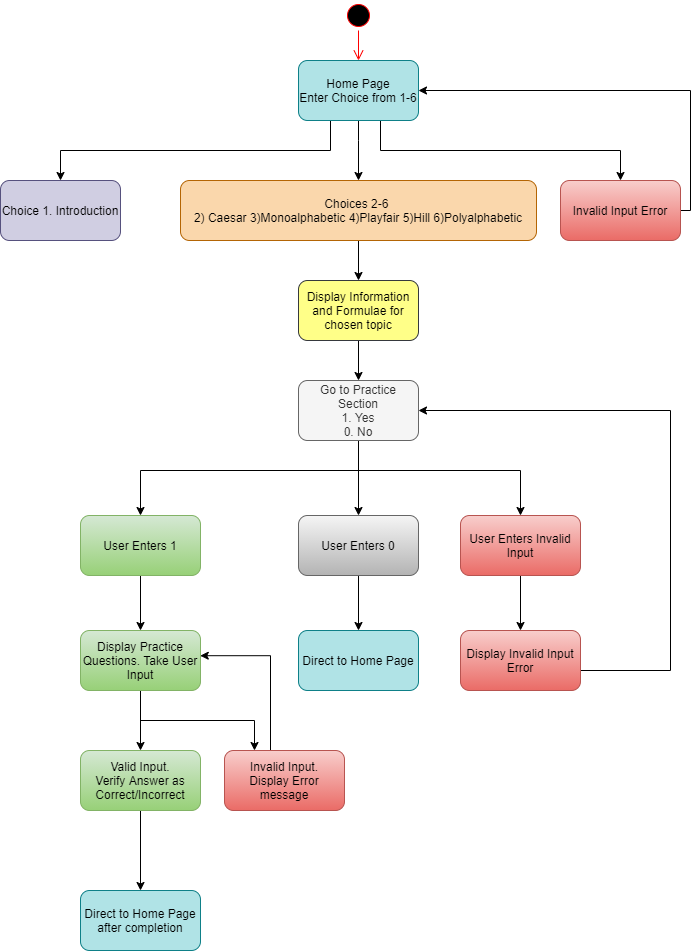 Home Page
Enter Choice from 1-6
Choice 1. Introduction
Choices 2-6
2) Caesar 3)Monoalphabetic 4)Playfair 5)Hill 6)Polyalphabetic
Invalid Input Error
Display Information
and Formulae for
chosen topic
Go to Practice
Section
1. Yes
0. No
User Enters 1
User Enters 0
User Enters Invalid
Input
Display Practice
Questions. Take User
Input
Direct to Home Page
Display Invalid Input
Error
Valid Input.
Verify Answer as
Correct/Incorrect
Invalid Input.
Display Error
message
Direct to Home Page
after completion